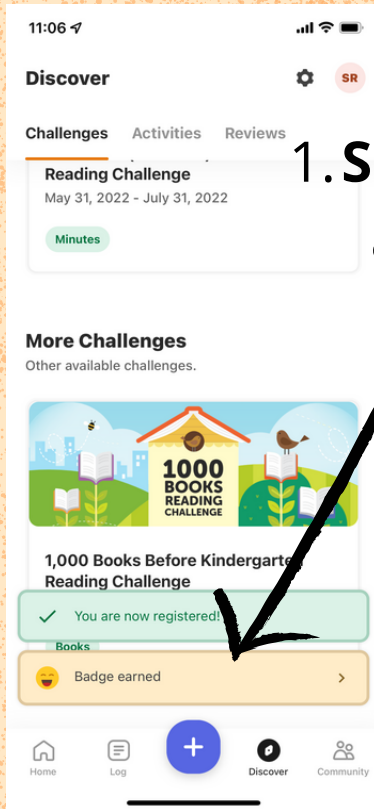 11:06
Discover
SR
Challenges Activities Reviews
1. S
Reading Challenge
May 31, 2022 - July 31, 2022
Minutes
More Challenges
Other available challenges.
1000
BOOKS
READING
CHALLENGE
1,000 Books Before Kindergarten
Reading Challenge
You are now registered!
Books
Badge earned
Home Log Discover Community